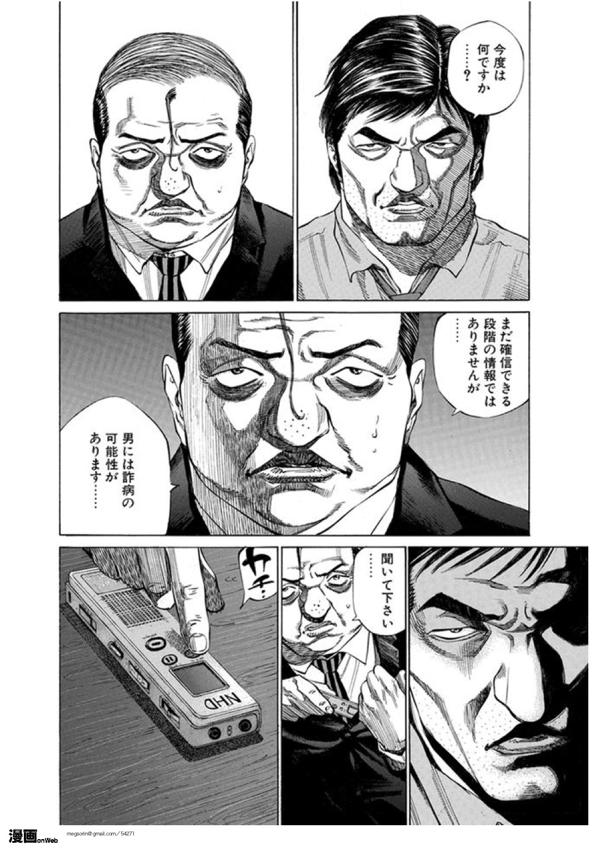 今度は
何ですか
……?
まだ確信できる
段階の情報では
ありませんが
……
男には詐病の
可能性が
あります……
……
聞いて下さい
カチ…
NHD
漫画onWeb
megaorin@gmail.com/54271